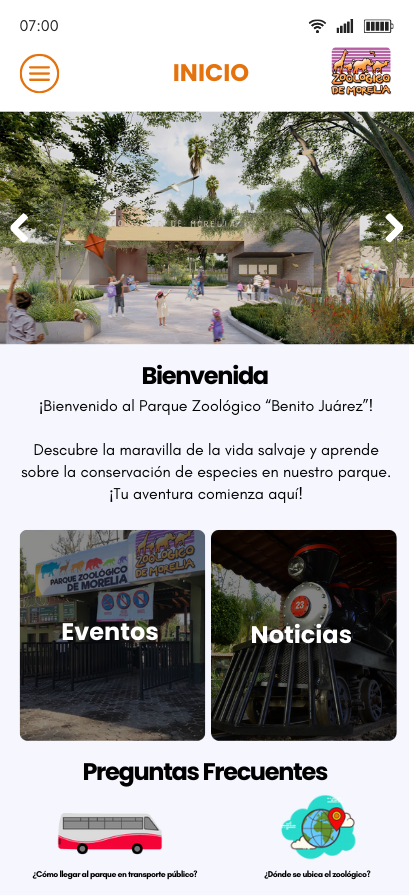 07:00
INICIO
ZOOLÓGICO
DE MORELIA
DE MORELIA
Bienvenida
¡Bienvenido al Parque Zoológico “Benito Juárez”!
Descubre la maravilla de la vida salvaje y aprende
sobre la conservación de especies en nuestro parque.
¡Tu aventura comienza aquí!
ZOOLÓGICO
DE MORELIA
PARQUE ZOOLÓGICO
DE MORELIA
Eventos
23
Noticias
Preguntas Frecuentes
¿Cómo llegar al parque en transporte público?
¿Dónde se ubica el zoológico?